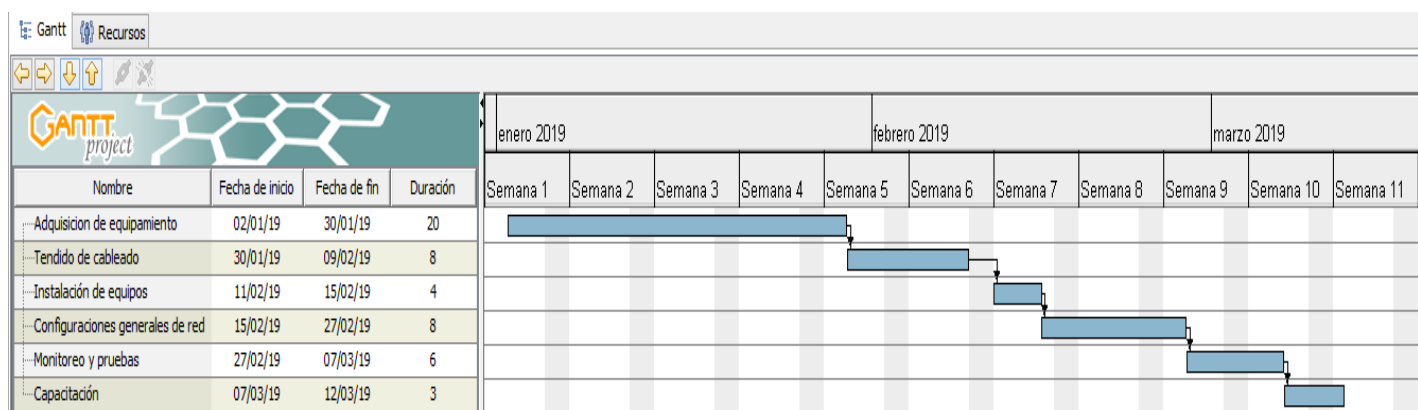 Gantt Recursos
GANTT project
enero 2019 febrero 2019 marzo 2019
Nombre Fecha de inicio Fecha de fin Duración Semana 1 Semana 2 Semana 3 Semana 4 Semana 5 Semana 6 Semana 7 Semana 8 Semana 9 Semana 10 Semana 11
Adquisicion de equipamiento 02/01/19 30/01/19 20
Tendido de cableado 30/01/19 09/02/19 8
Instalación de equipos 11/02/19 15/02/19 4
Configuraciones generales de red 15/02/19 27/02/19 8
Monitoreo y pruebas 27/02/19 07/03/19 6
Capacitación 07/03/19 12/03/19 3